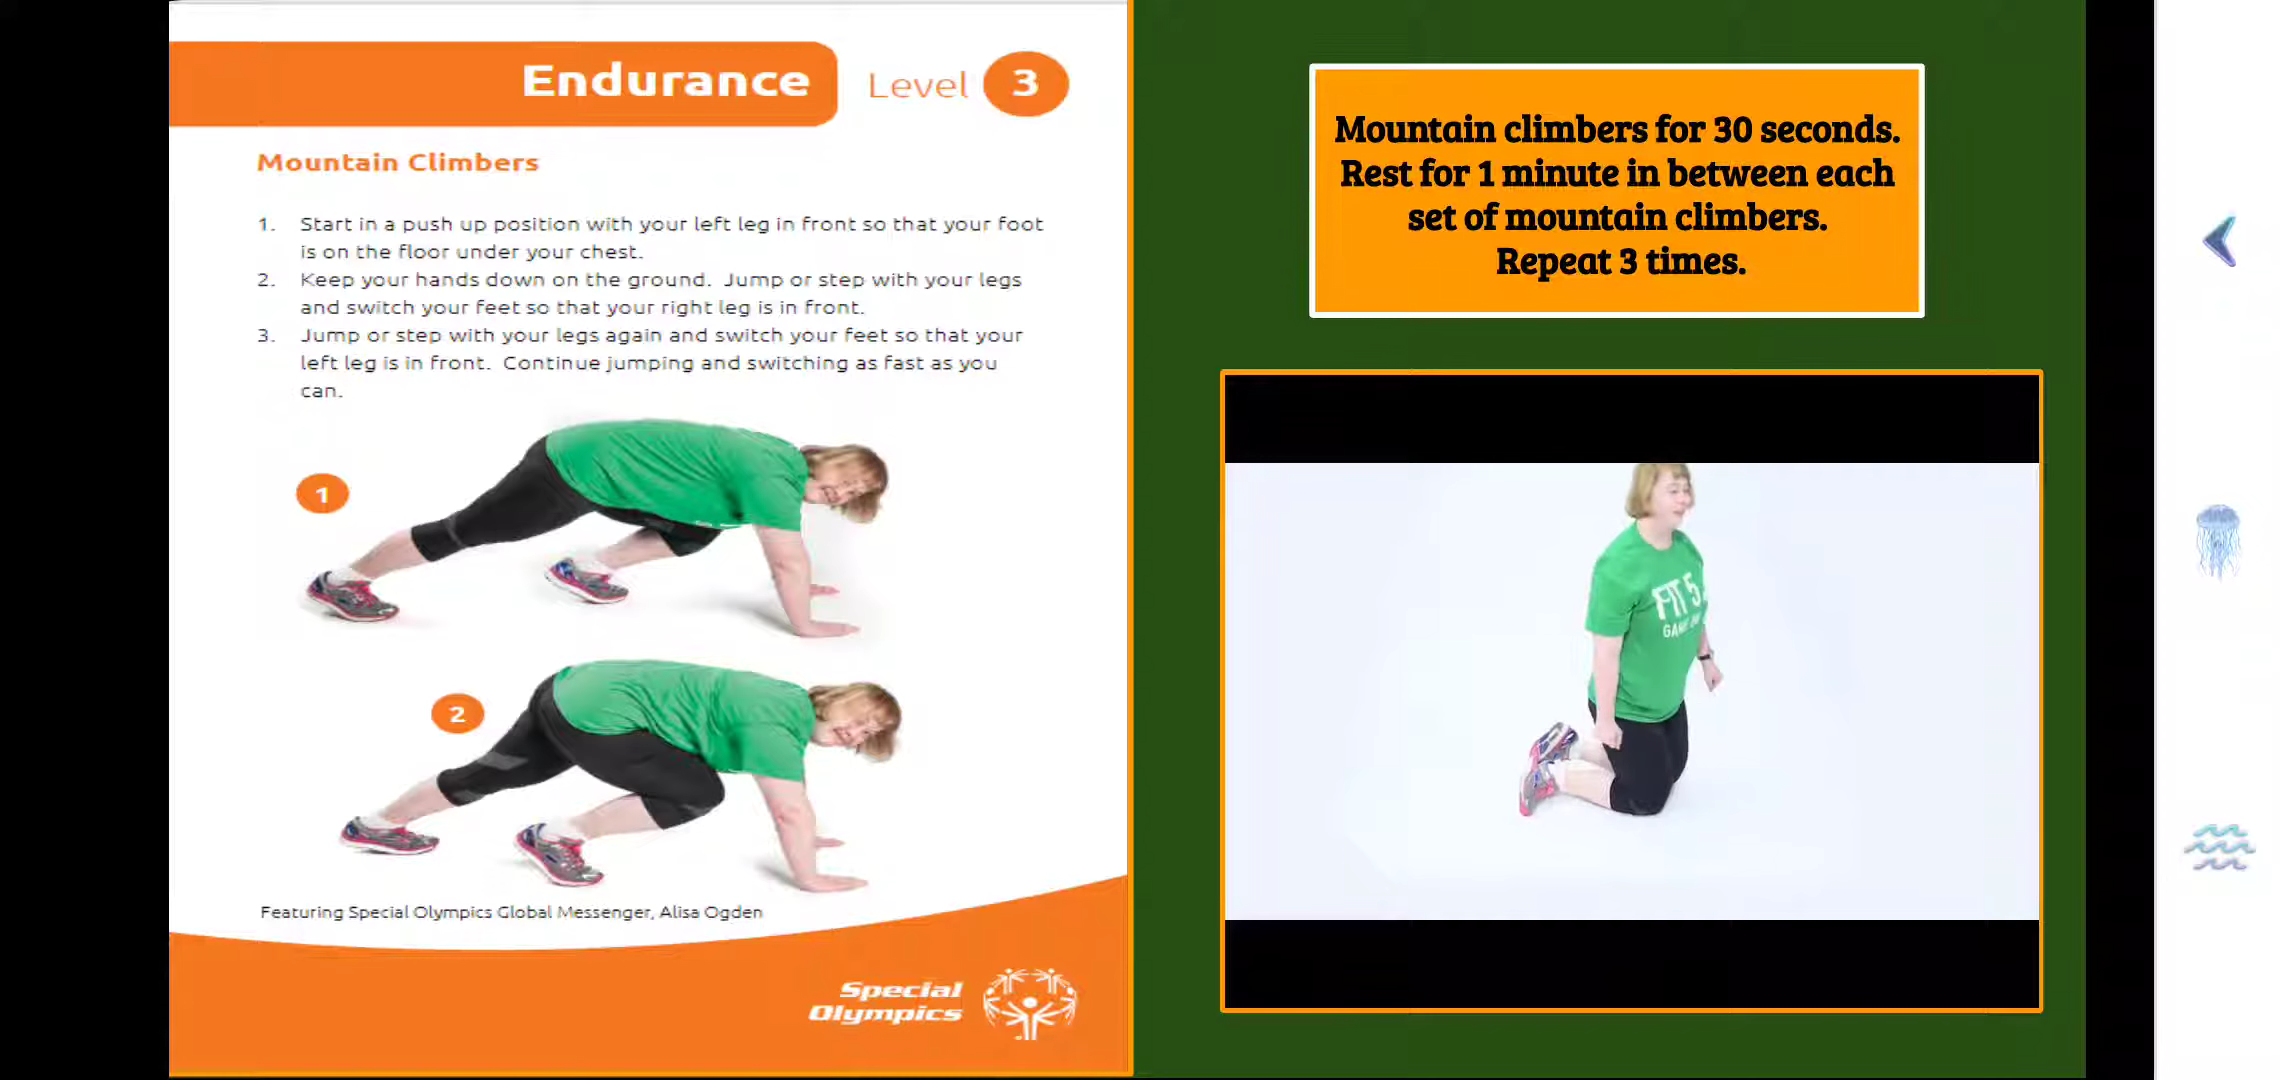 Endurance Level 3
Mountain Climbers
1. Start in a push up position with your left leg in front so that your foot
is on the floor under your chest.
2. Keep your hands down on the ground. Jump or step with your legs
and switch your feet so that your right leg is in front.
3. Jump or step with your legs again and switch your feet so that your
left leg is in front. Continue jumping and switching as fast as you
can.
1
2
Featuring Special Olympics Global Messenger, Alisa Ogden
Special
Olympics
Mountain climbers for 30 seconds.
Rest for 1 minute in between each
set of mountain climbers.
Repeat 3 times.
FIT 5